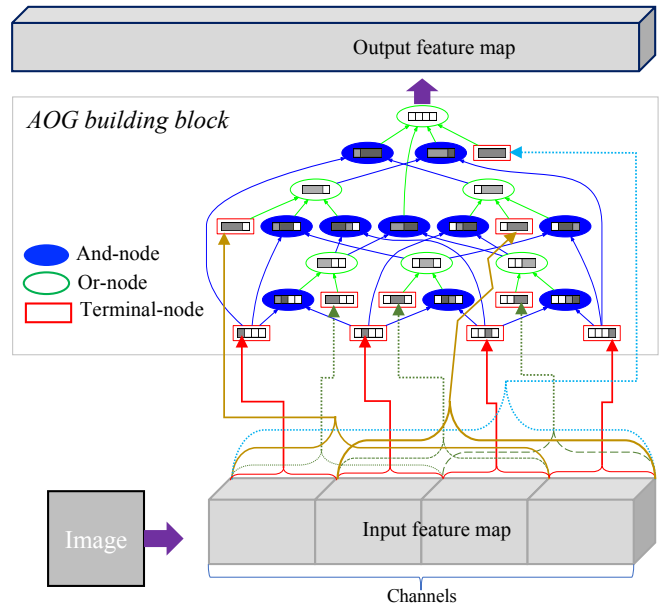 Output feature map
AOG building block
And-node
Or-node
Terminal-node
Image
Input feature map
Channels